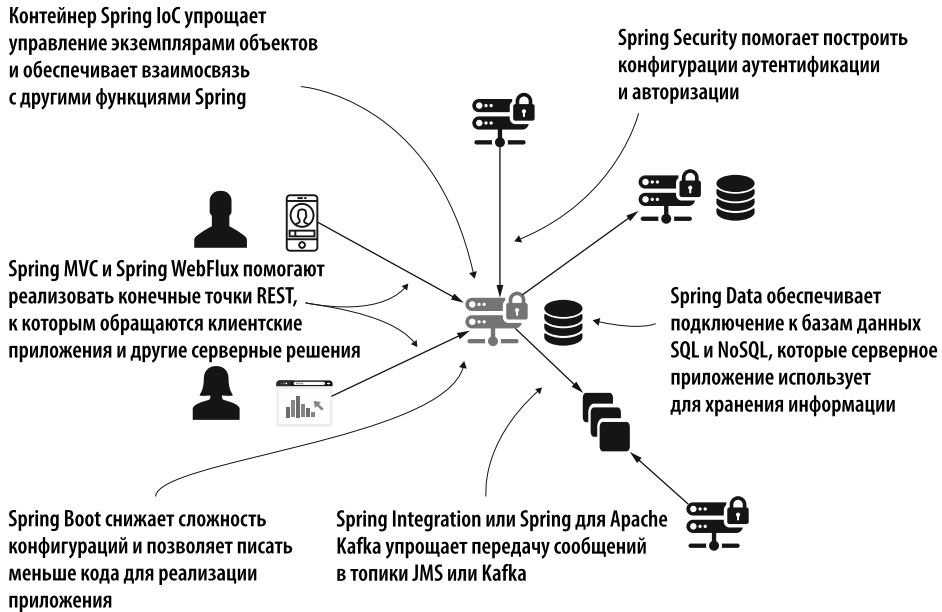 Контейнер Spring IoC упрощает
управление экземплярами объектов
и обеспечивает взаимосвязь
с другими функциями Spring
Spring Security помогает построить
конфигурации аутентификации
и авторизации
Spring MVC и Spring WebFlux помогают
реализовать конечные точки REST,
к которым обращаются клиентские
приложения и другие серверные решения
Spring Data обеспечивает
подключение к базам данных
SQL и NoSQL, которые серверное
приложение использует
для хранения информации
Spring Boot снижает сложность
конфигураций и позволяет писать
меньше кода для реализации
приложения
Spring Integration или Spring для Apache
Kafka упрощает передачу сообщений
в топики JMS или Kafka